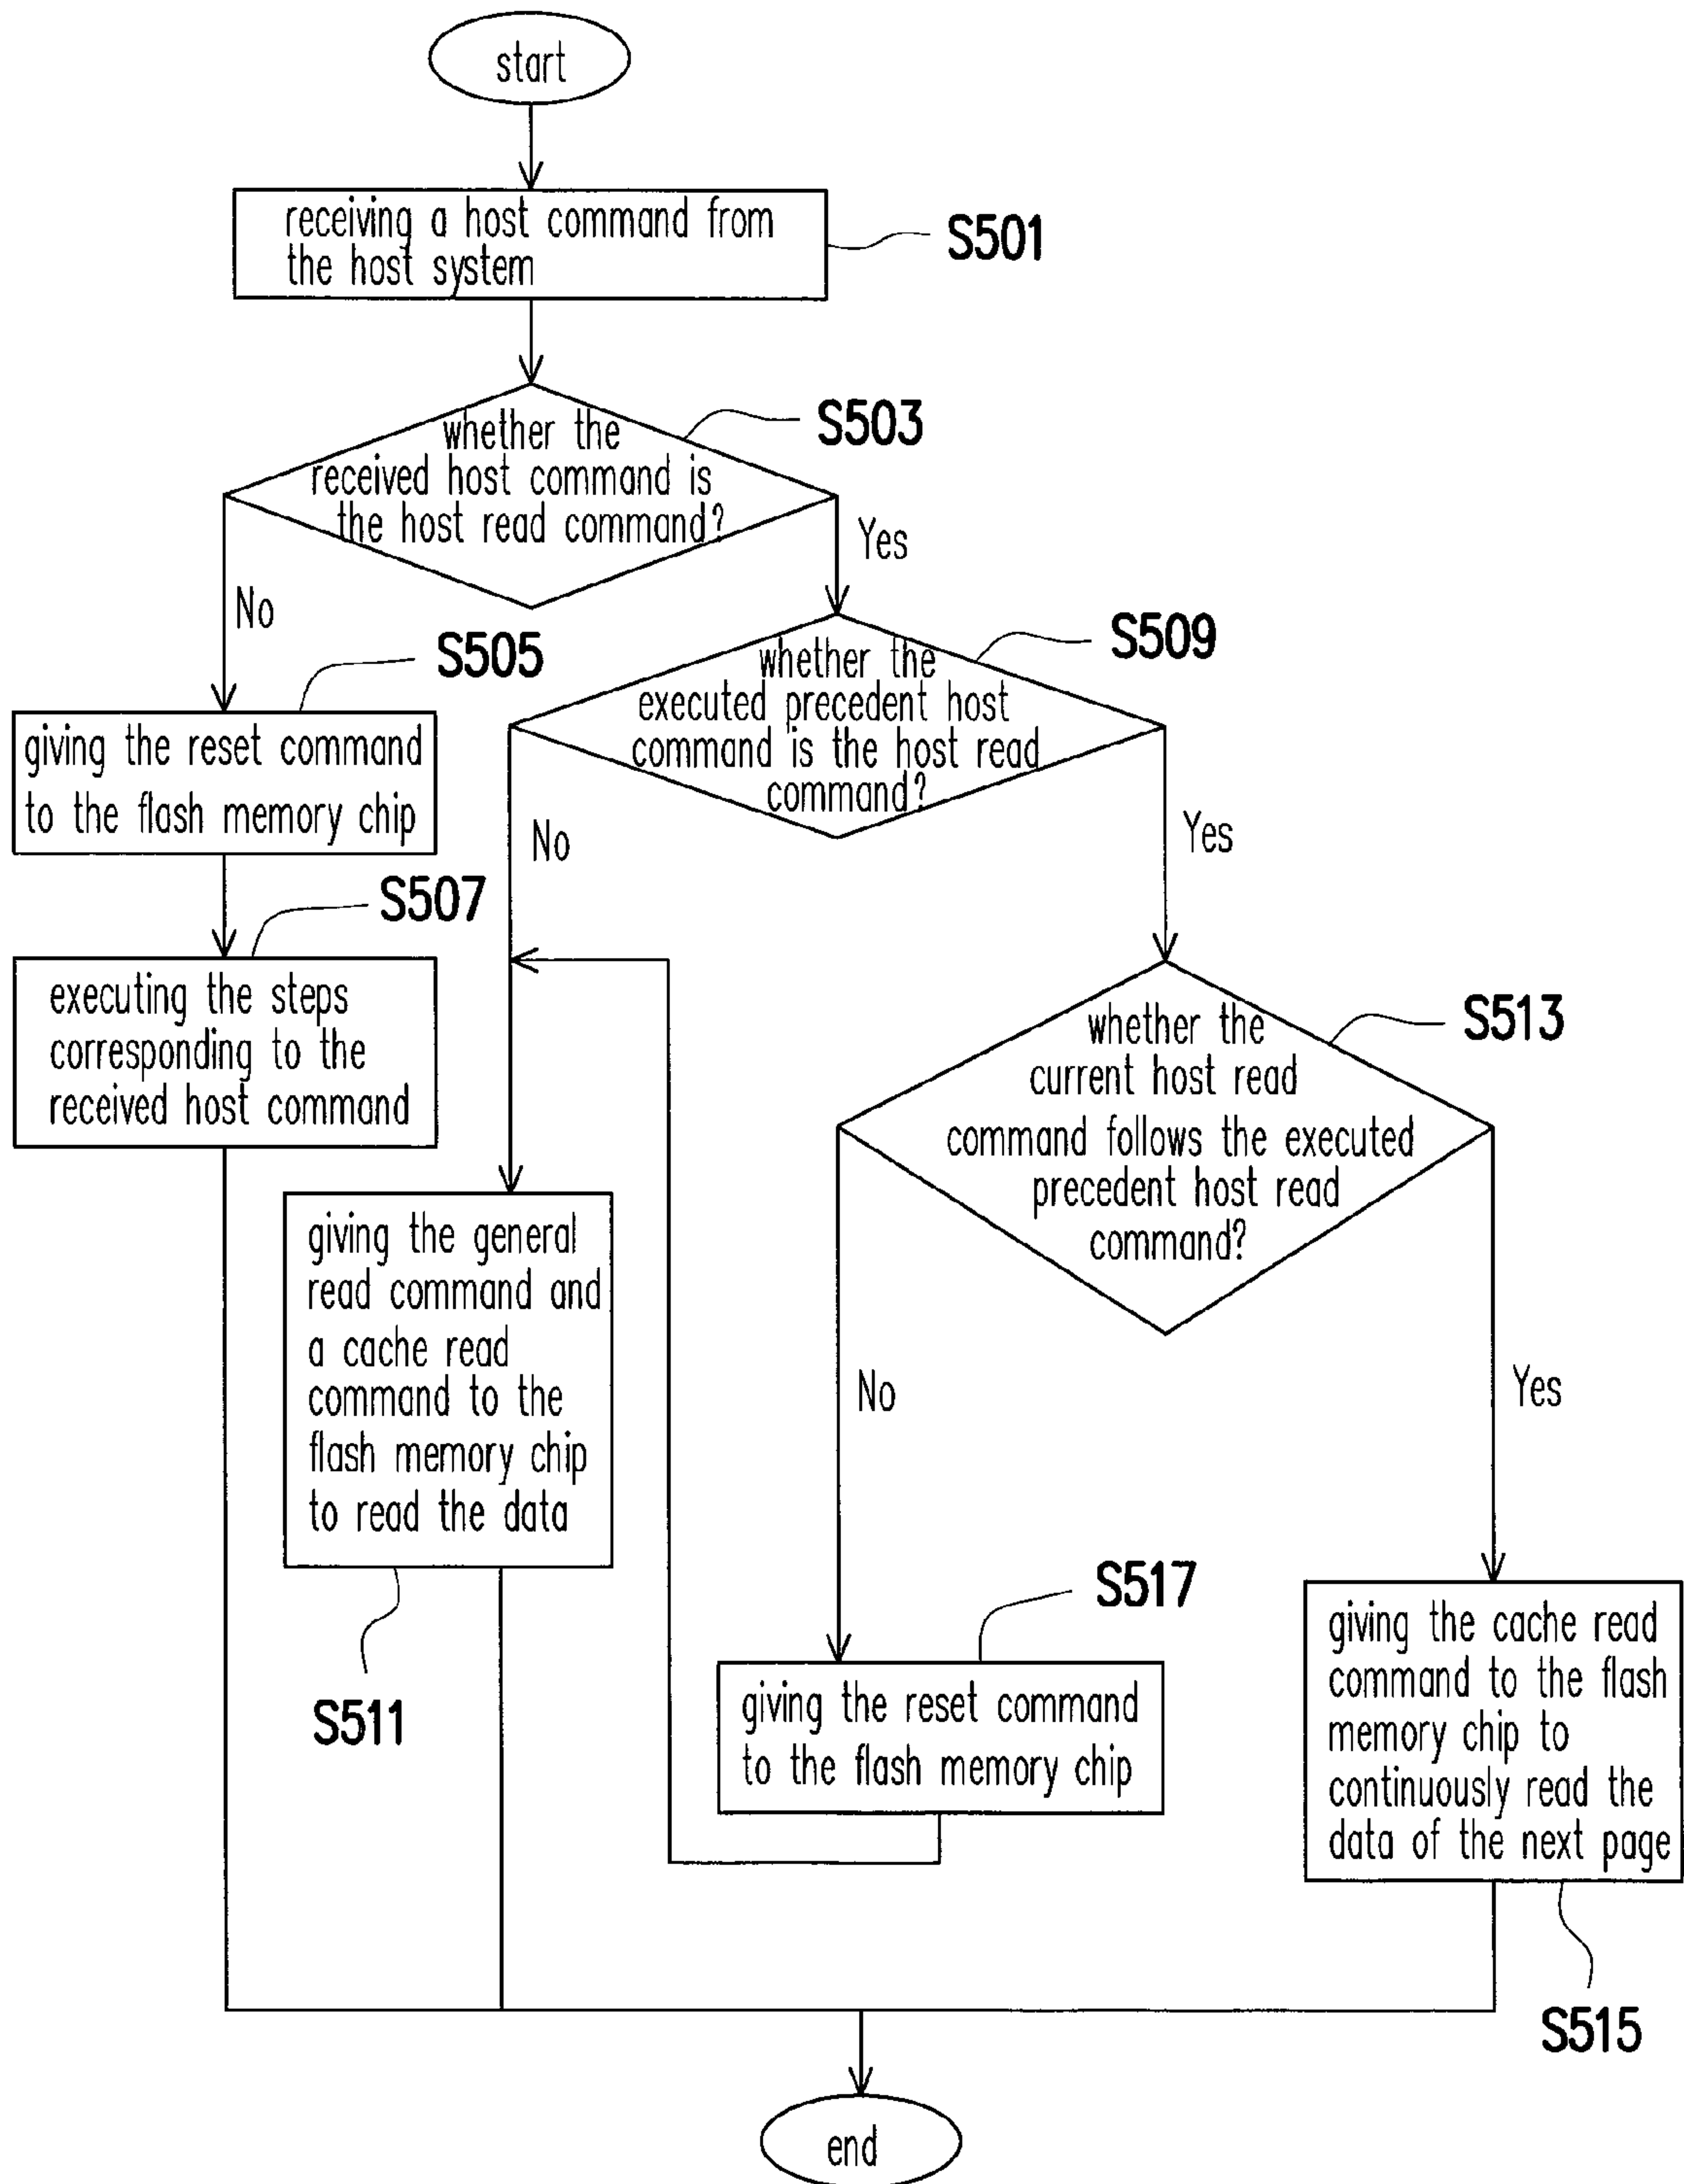 start
receiving a host command from
the host system
S501
whether the
received host command is
the host read command?
S503
Yes
No
S505
giving the reset command
to the flash memory chip
S509
whether the
executed precedent host
command is the host read
command?
No
Yes
S507
executing the steps
corresponding to the
received host command
S513
whether the
current host read
command follows the executed
precedent host read
command?
giving the general
read command and
a cache read
command to the
flash memory chip
to read the data
S511
No
Yes
S517
giving the reset command
to the flash memory chip
giving the cache read
command to the flash
memory chip to
continuously read the
data of the next page
S515
end